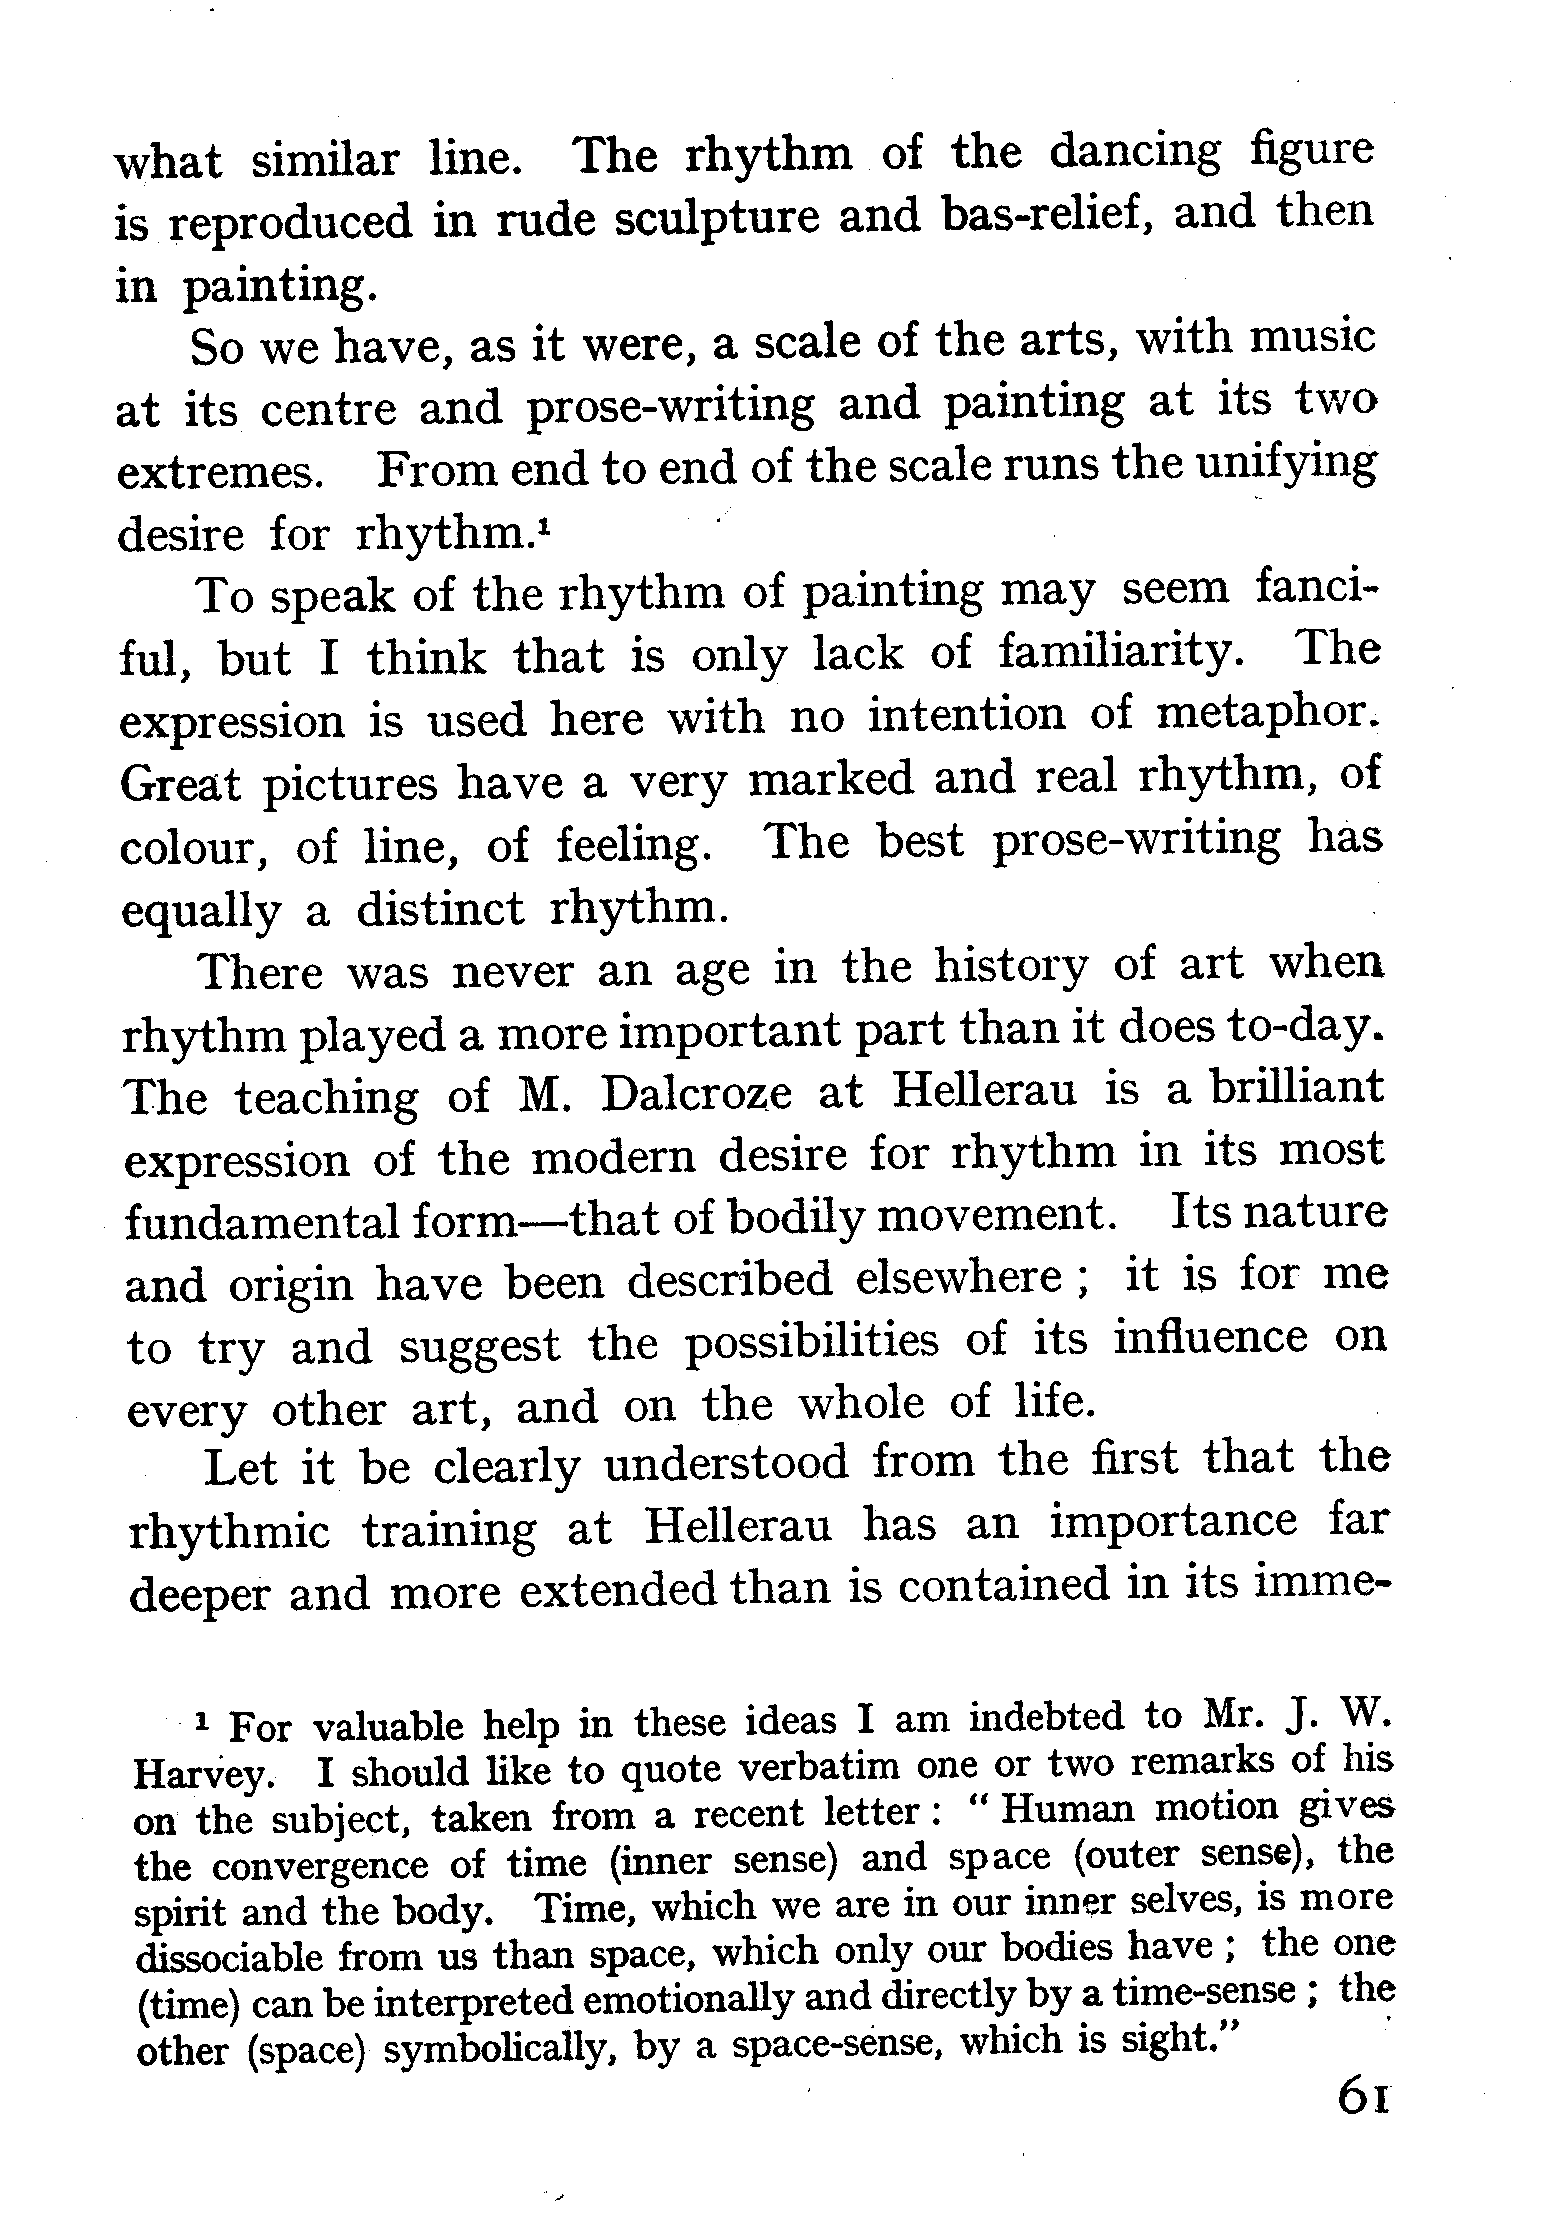 what similar line. The rhythm of the dancing figure
is reproduced in rude sculpture and bas-relief, and then
in painting.
So we have, as it were, a scale of the arts, with music
at its centre and prose-writing and painting at its two
extremes. From end to end of the scale runs the unifying
desire for rhythm.¹
To speak of the rhythm of painting may seem fanci-
ful, but I think that is only lack of familiarity. The
expression is used here with no intention of metaphor.
Great pictures have a very marked and real rhythm, of
colour, of line, of feeling. The best prose-writing has
equally a distinct rhythm.
There was never an age in the history of art when
rhythm played a more important part than it does to-day.
The teaching of M. Dalcroze at Hellerau is a brilliant
expression of the modern desire for rhythm in its most
fundamental form—that of bodily movement. Its nature
and origin have been described elsewhere ; it is for me
to try and suggest the possibilities of its influence on
every other art, and on the whole of life.
Let it be clearly understood from the first that the
rhythmic training at Hellerau has an importance far
deeper and more extended than is contained in its imme-
¹ For valuable help in these ideas I am indebted to Mr. J. W.
Harvey. I should like to quote verbatim one or two remarks of his
on the subject, taken from a recent letter : " Human motion gives
the convergence of time (inner sense) and space (outer sense), the
spirit and the body. Time, which we are in our inner selves, is more
dissociable from us than space, which only our bodies have ; the one
(time) can be interpreted emotionally and directly by a time-sense ; the
other (space) symbolically, by a space-sense, which is sight."
61